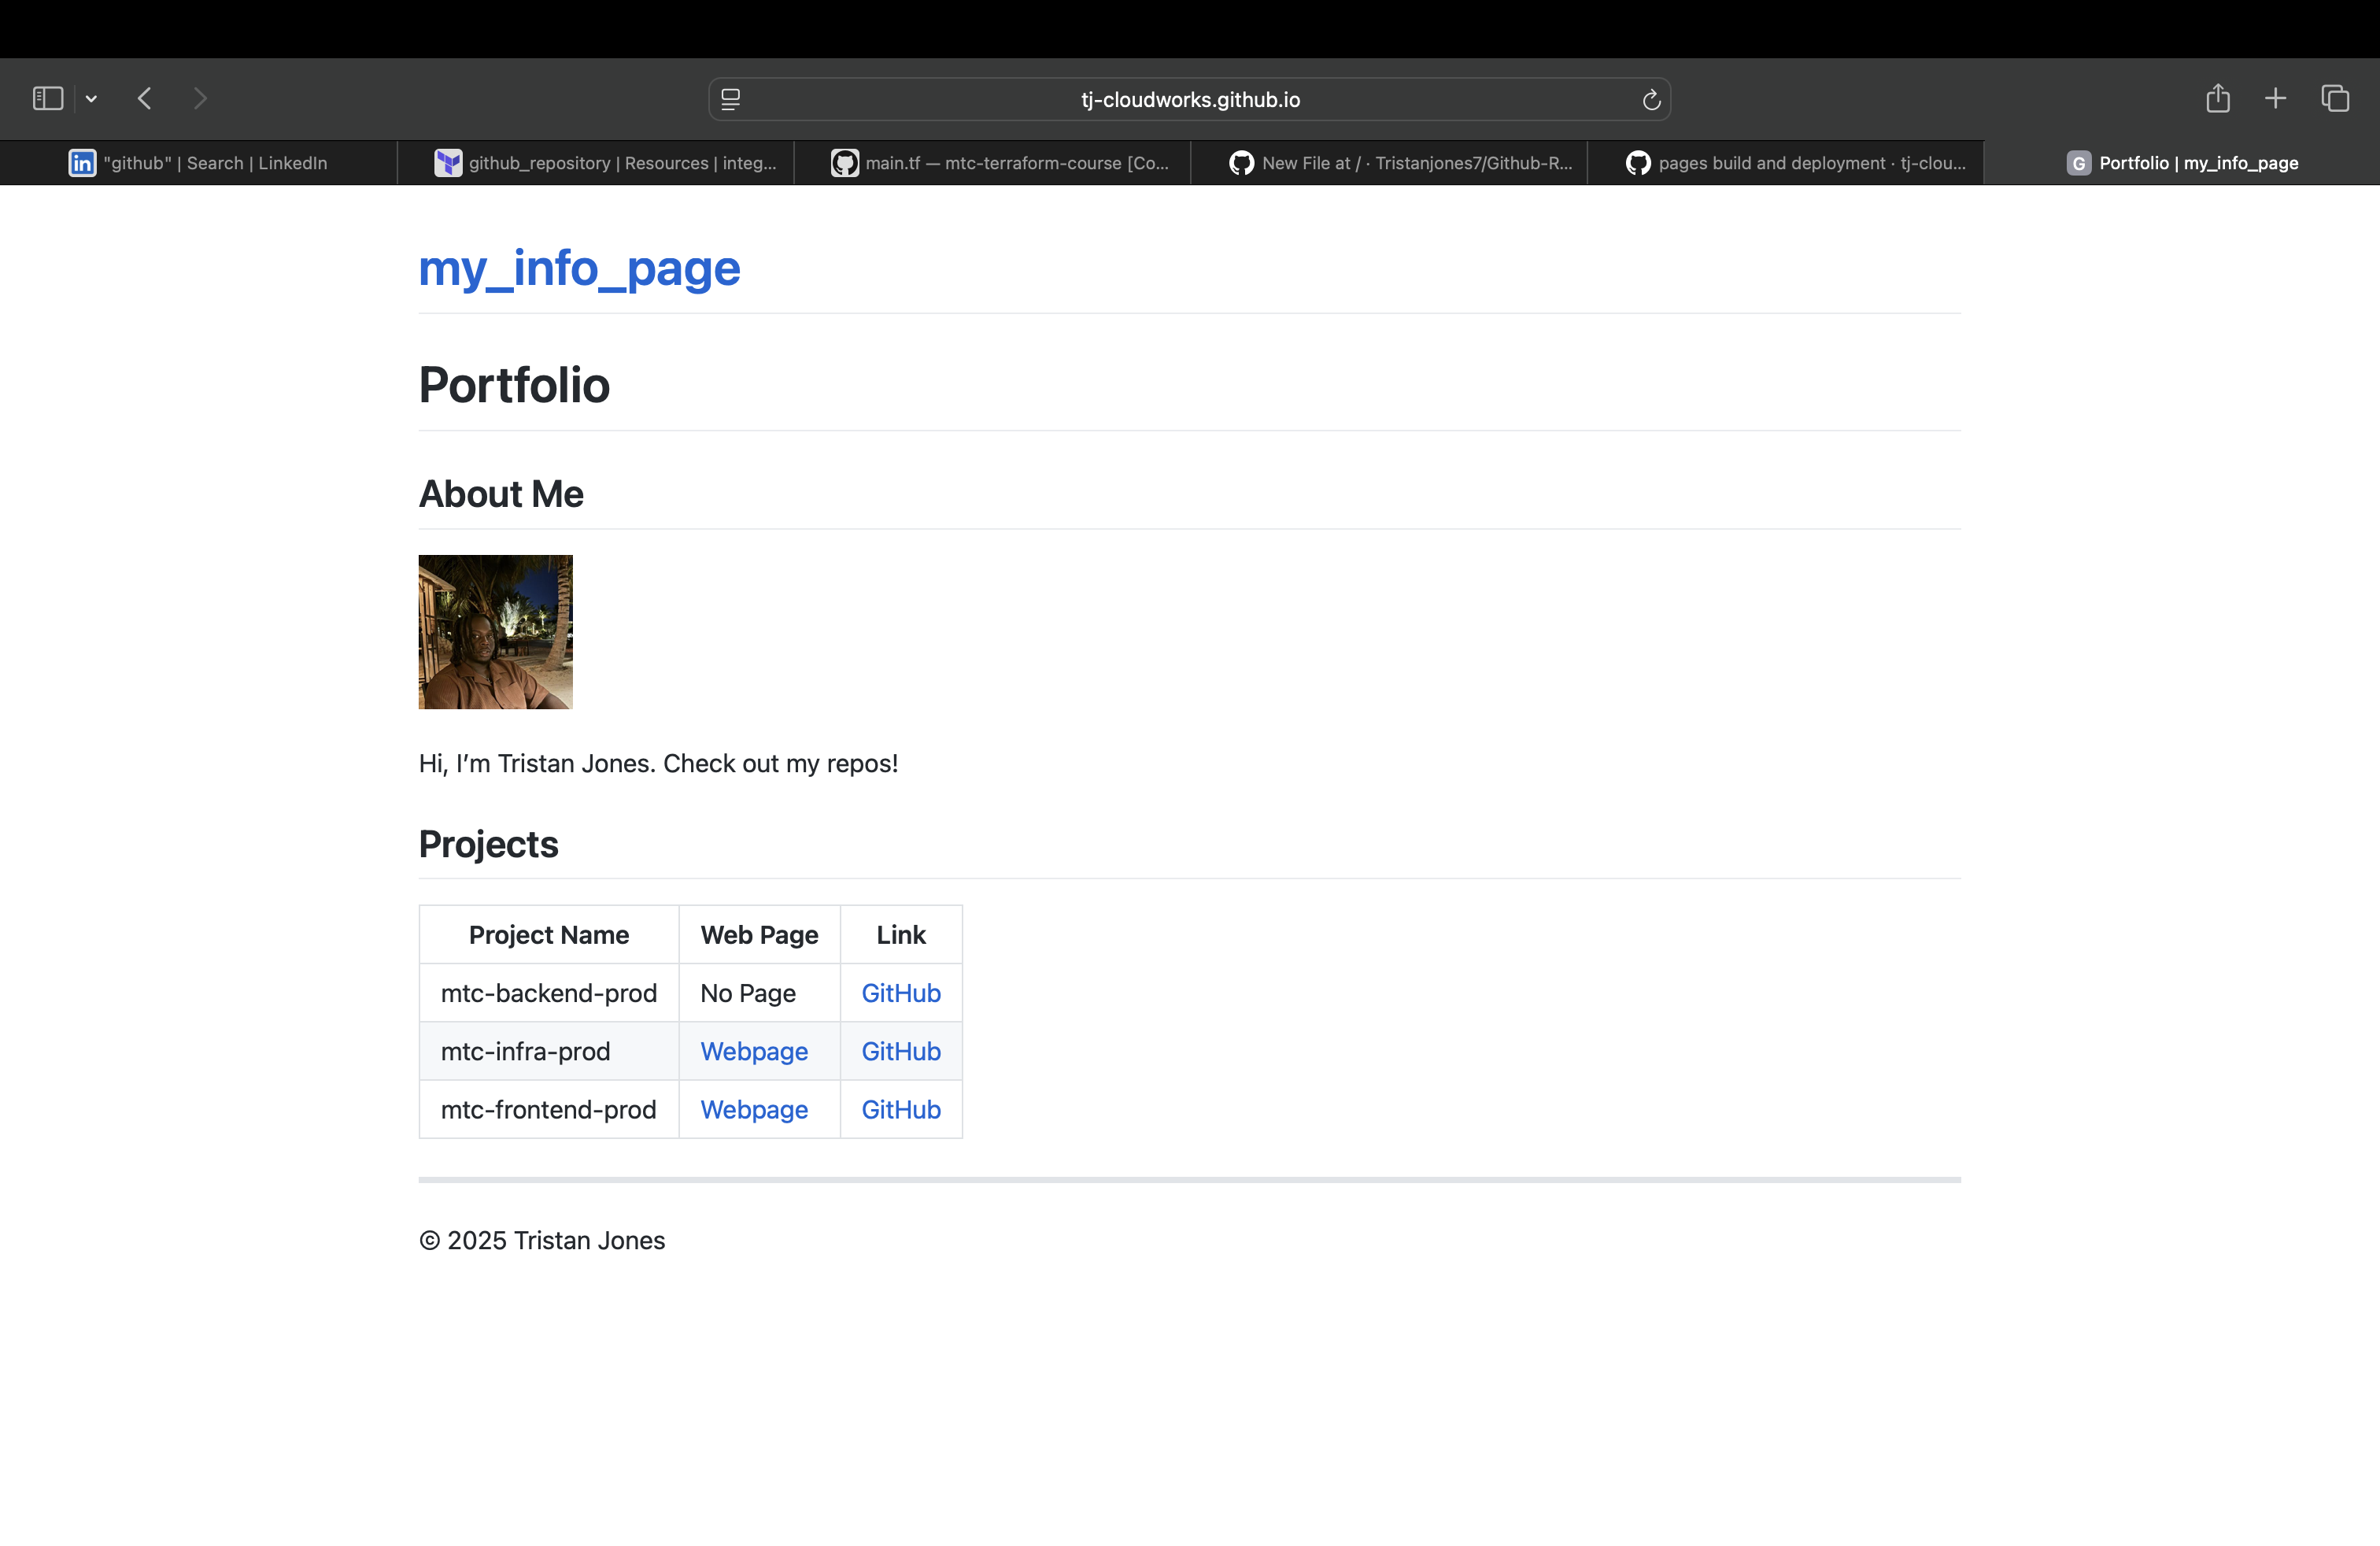 tj-cloudworks.github.io
in "github" | Search | LinkedIn
github_repository | Resources | integ...
main.tf — mtc-terraform-course [Co...
New File at / · Tristanjones7/Github-R...
pages build and deployment · tj-clou...
G Portfolio | my_info_page
my_info_page
Portfolio
About Me
Hi, I’m Tristan Jones. Check out my repos!
Projects
Project Name Web Page Link
mtc-backend-prod No Page GitHub
mtc-infra-prod Webpage GitHub
mtc-frontend-prod Webpage GitHub
© 2025 Tristan Jones